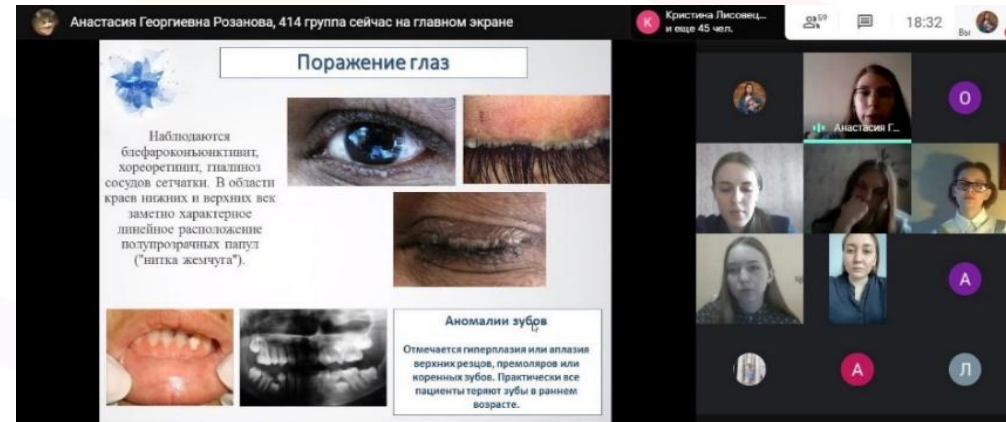 Анастасия Георгиевна Розанова, 414 группа сейчас на главном экране
Кристина Лисовец...
и еще 45 чел.
К
59
18:32
Вы
Поражение глаз
Наблюдаются
блефароконъюнктивит,
хореоретинит, гиалиноз
сосудов сетчатки. В области
краев нижних и верхних век
заметно характерное
линейное расположение
полупрозрачных папул
("нитка жемчуга").
Аномалии зубов
Отмечается гиперплазия или аплазия
верхних резцов, премоляров или
коренных зубов. Практически все
пациенты теряют зубы в раннем
возрасте.
Анастасия Г...
О
А
А
Л